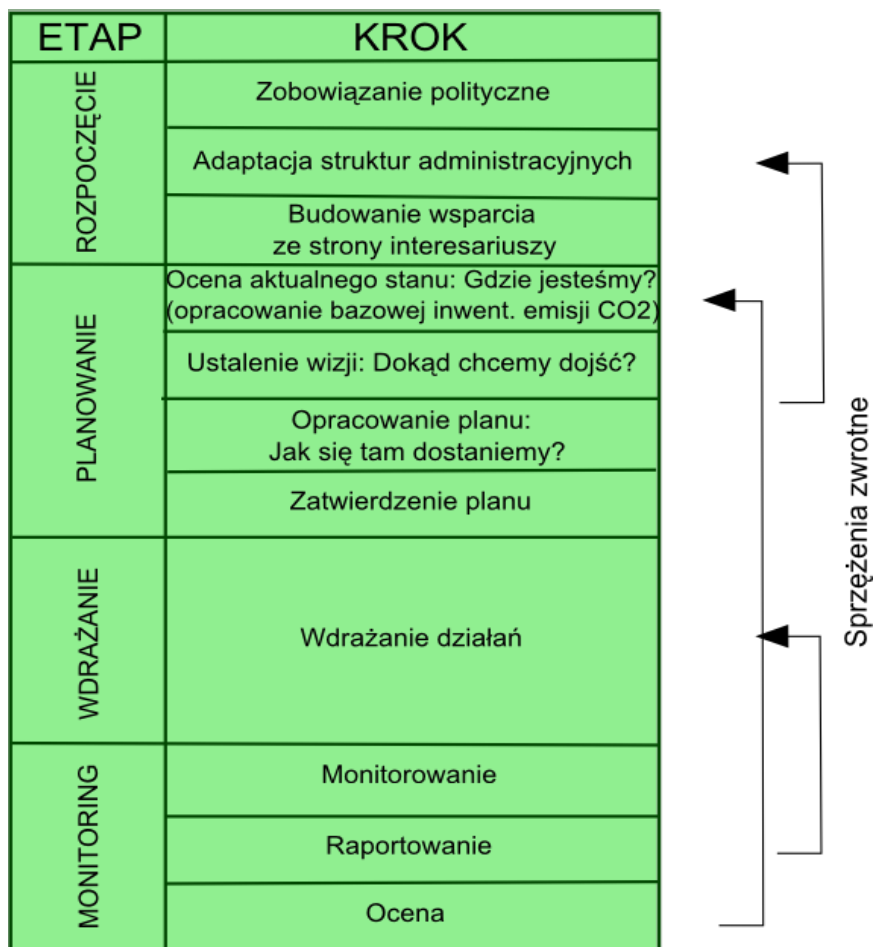 ETAP
KROK
ROZPOCZĘCIE
Zobowiązanie polityczne
Adaptacja struktur administracyjnych
Budowanie wsparcia
ze strony interesariuszy
PLANOWANIE
Ocena aktualnego stanu: Gdzie jesteśmy?
(opracowanie bazowej inwent. emisji CO2)
Ustalenie wizji: Dokąd chcemy dojść?
Opracowanie planu:
Jak się tam dostaniemy?
Zatwierdzenie planu
WDRAŻANIE
Wdrażanie działań
MONITORING
Monitorowanie
Raportowanie
Ocena
Sprzężenia zwrotne